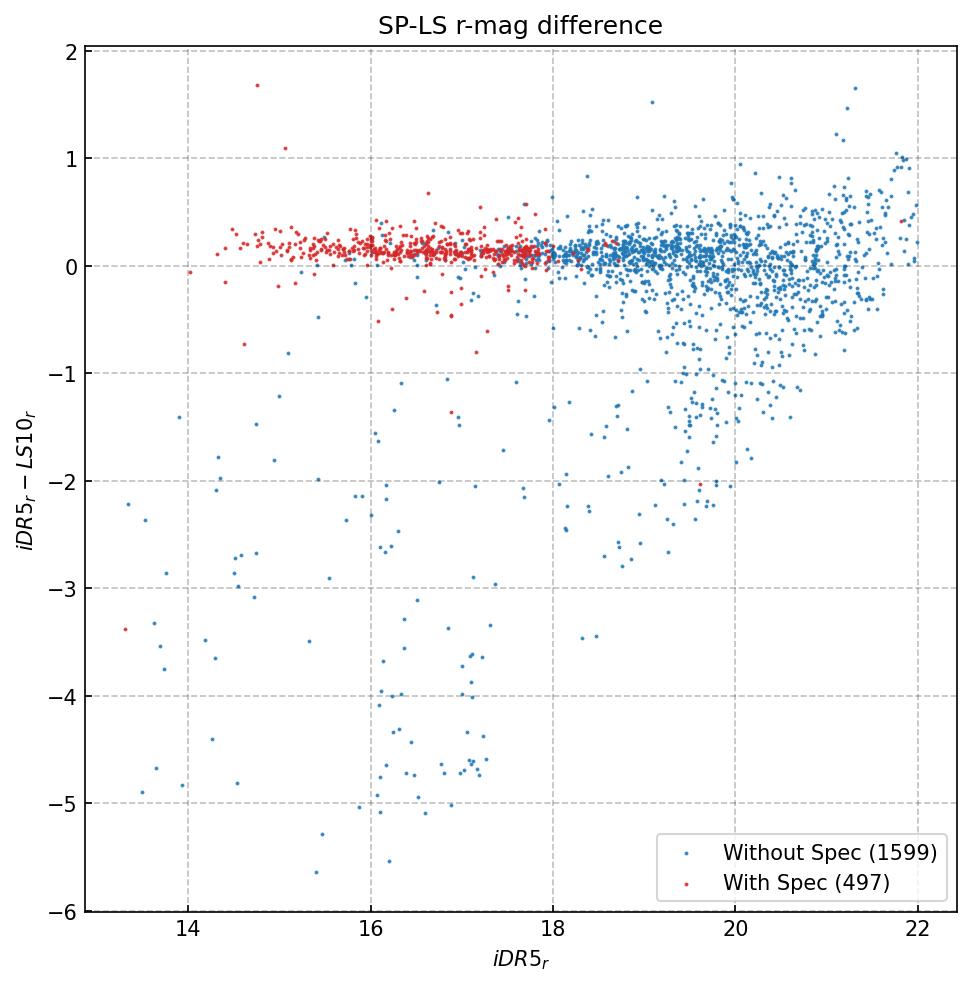 SP-LS r-mag difference
2
1
0
−1
−2
−3
−4
−5
−6
iDR5r − LS10r
14
16
18
20
22
iDR5r
Without Spec (1599)
With Spec (497)